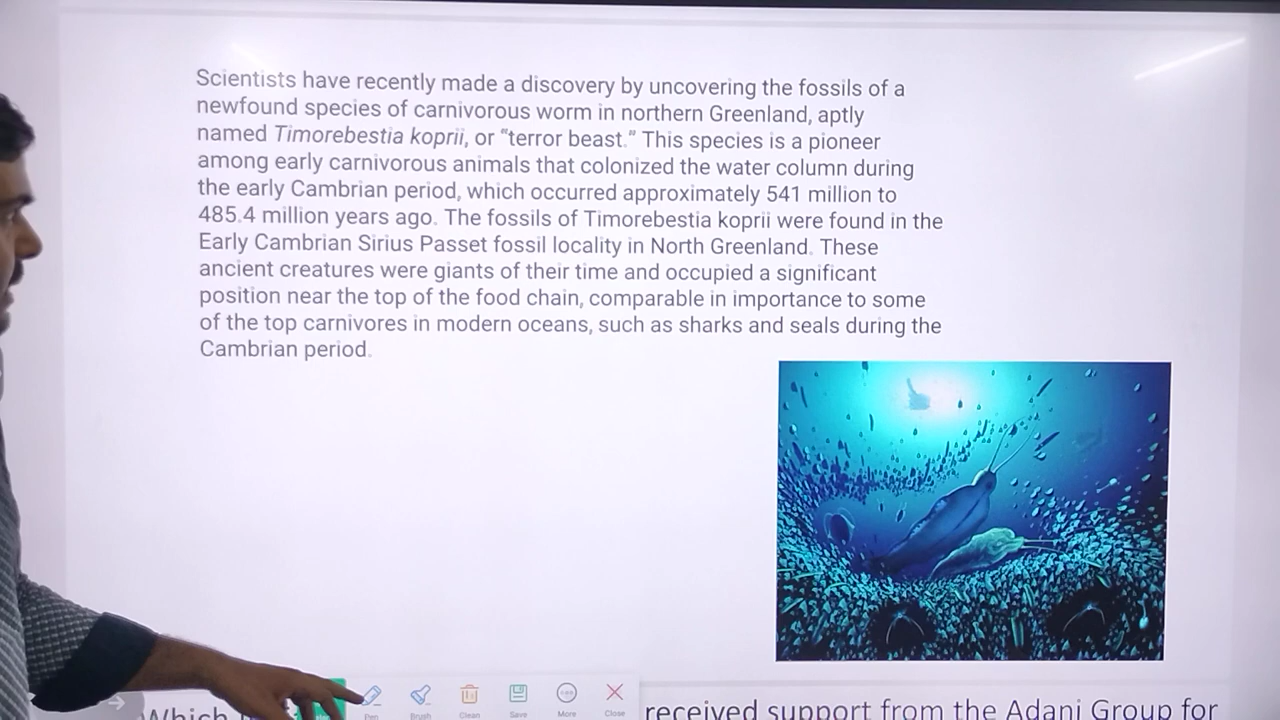 Scientists have recently made a discovery by uncovering the fossils of a
newfound species of carnivorous worm in northern Greenland, aptly
named Timorebestia koprii, or “terror beast.” This species is a pioneer
among early carnivorous animals that colonized the water column during
the early Cambrian period, which occurred approximately 541 million to
485.4 million years ago. The fossils of Timorebestia koprii were found in the
Early Cambrian Sirius Passet fossil locality in North Greenland. These
ancient creatures were giants of their time and occupied a significant
position near the top of the food chain, comparable in importance to some
of the top carnivores in modern oceans, such as sharks and seals during the
Cambrian period.
Pen Brush Clean Save More Close
Which received support from the Adani Group for